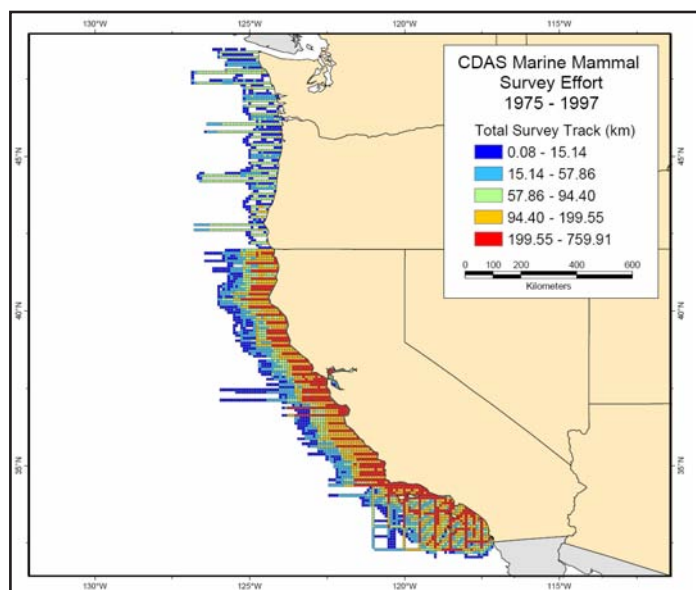 130°W 125°W 120°W 115°W
CDAS Marine Mammal
Survey Effort
1975 - 1997
Total Survey Track (km)
0.08 - 15.14
15.14 - 57.86
57.86 - 94.40
94.40 - 199.55
199.55 - 759.91
0 100 200 400 600
Kilometers
45°N 45°N
40°N 40°N
35°N 35°N
130°W 125°W 120°W 115°W